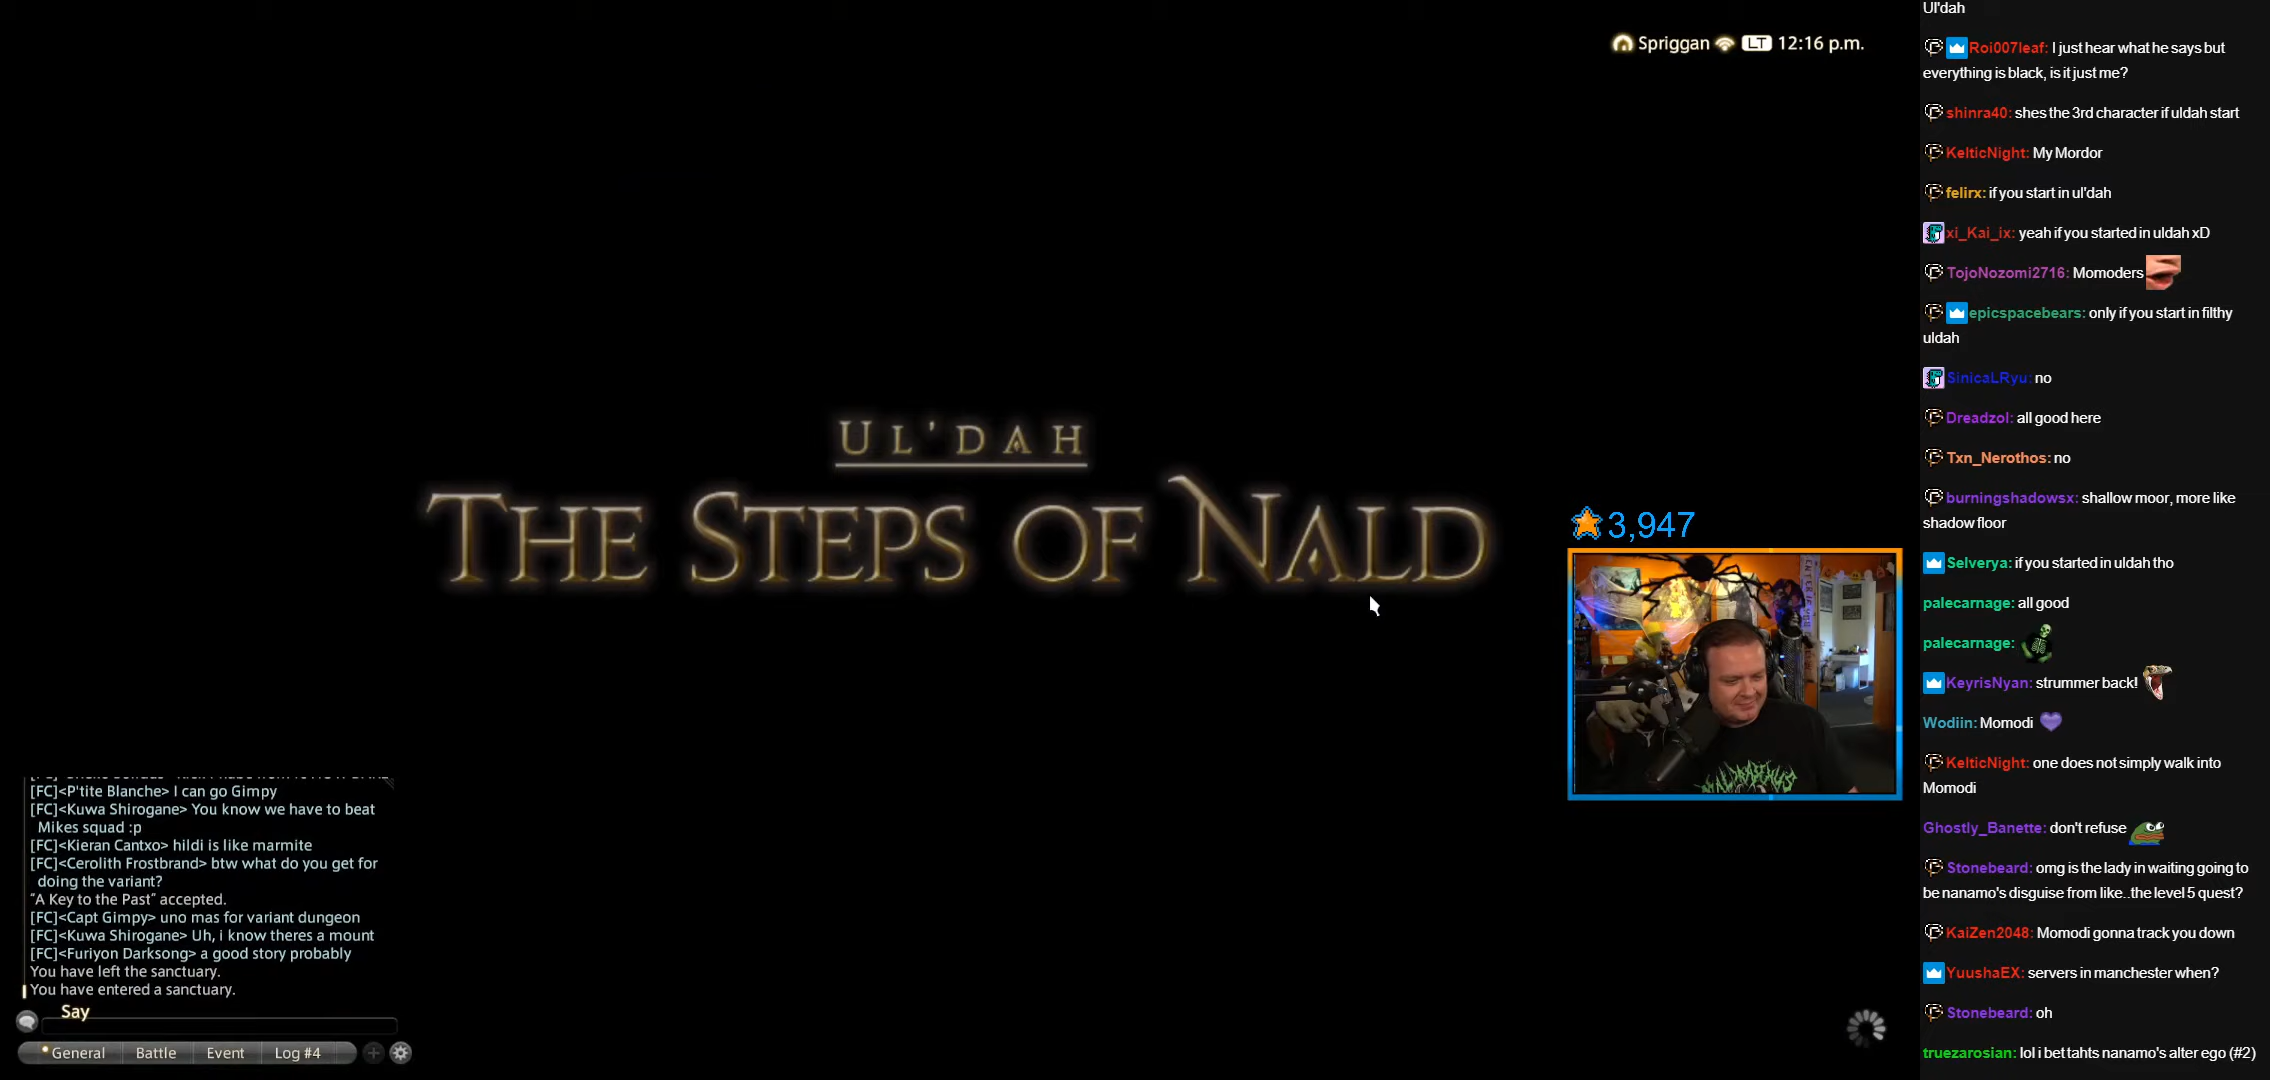 Spriggan LT 12:16 p.m.
UL'DAH
THE STEPS OF NALD
3,947
[FC]<P'tite Blanche> I can go Gimpy
[FC]<Kuwa Shirogane> You know we have to beat
Mikes squad :p
[FC]<Kieran Cantxo> hildi is like marmite
[FC]<Cerolith Frostbrand> btw what do you get for
doing the variant?
"A Key to the Past" accepted.
[FC]<Capt Gimpy> uno mas for variant dungeon
[FC]<Kuwa Shirogane> Uh, i know theres a mount
[FC]<Furiyon Darksong> a good story probably
You have left the sanctuary.
You have entered a sanctuary.
Say
General Battle Event Log #4
Ul'dah
Roi007leaf: I just hear what he says but
everything is black, is it just me?
shinra40: shes the 3rd character if uldah start
KelticNight: My Mordor
felirx: if you start in ul'dah
xi_Kai_ix: yeah if you started in uldah xD
TojoNozomi2716: Momoders
epicspacebears: only if you start in filthy
uldah
SinicaLRyu: no
Dreadzol: all good here
Txn_Nerothos: no
burningshadowsx: shallow moor, more like
shadow floor
Selverya: if you started in uldah tho
palecarnage: all good
palecarnage:
KeyrisNyan: strummer back!
Wodiin: Momodi
KelticNight: one does not simply walk into
Momodi
Ghostly_Banette: don't refuse
Stonebeard: omg is the lady in waiting going to
be nanamo's disguise from like..the level 5 quest?
KaiZen2048: Momodi gonna track you down
YuushaEX: servers in manchester when?
Stonebeard: oh
truezarosian: lol i bet tahts nanamo's alter ego (#2)